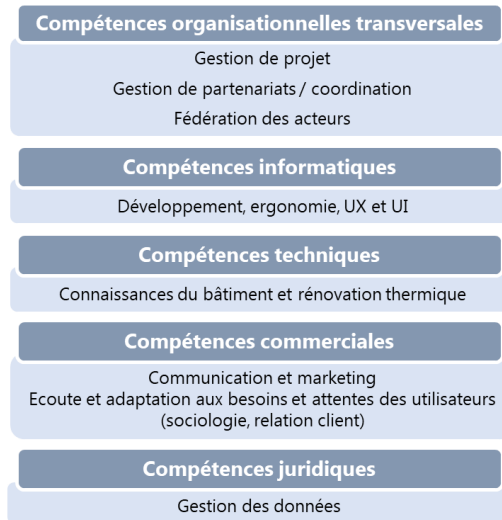 Compétences organisationnelles transversales
Gestion de projet
Gestion de partenariats / coordination
Fédération des acteurs
Compétences informatiques
Développement, ergonomie, UX et UI
Compétences techniques
Connaissances du bâtiment et rénovation thermique
Compétences commerciales
Communication et marketing
Ecoute et adaptation aux besoins et attentes des utilisateurs
(sociologie, relation client)
Compétences juridiques
Gestion des données